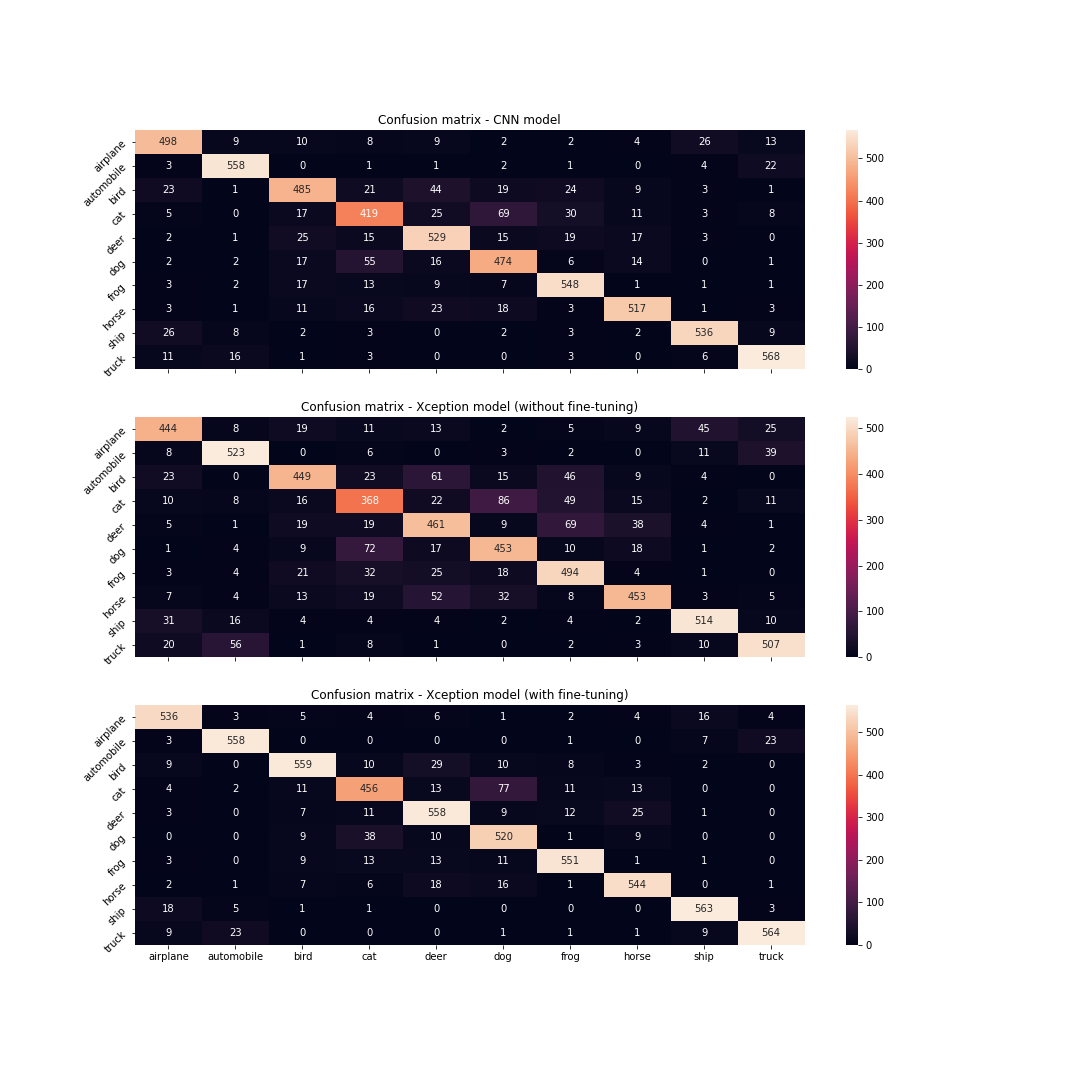 Confusion matrix - CNN model
airplane 498 9 10 8 9 2 2 4 26 13
automobile 3 558 0 1 1 2 1 0 4 22
bird 23 1 485 21 44 19 24 9 3 1
cat 5 0 17 419 25 69 30 11 3 8
deer 2 1 25 15 529 15 19 17 3 0
dog 2 2 17 55 16 474 6 14 0 1
frog 3 2 17 13 9 7 548 1 1 1
horse 3 1 11 16 23 18 3 517 1 3
ship 26 8 2 3 0 2 3 2 536 9
truck 11 16 1 3 0 0 3 0 6 568
500
400
300
200
100
0
Confusion matrix - Xception model (without fine-tuning)
airplane 444 8 19 11 13 2 5 9 45 25
automobile 8 523 0 6 0 3 2 0 11 39
bird 23 0 449 23 61 15 46 9 4 0
cat 10 8 16 368 22 86 49 15 2 11
deer 5 1 19 19 461 9 69 38 4 1
dog 1 4 9 72 17 453 10 18 1 2
frog 3 4 21 32 25 18 494 4 1 0
horse 7 4 13 19 52 32 8 453 3 5
ship 31 16 4 4 4 2 4 2 514 10
truck 20 56 1 8 1 0 2 3 10 507
500
400
300
200
100
0
Confusion matrix - Xception model (with fine-tuning)
airplane 536 3 5 4 6 1 2 4 16 4
automobile 3 558 0 0 0 0 1 0 7 23
bird 9 0 559 10 29 10 8 3 2 0
cat 4 2 11 456 13 77 11 13 0 0
deer 3 0 7 11 558 9 12 25 1 0
dog 0 0 9 38 10 520 1 9 0 0
frog 3 0 9 13 13 11 551 1 1 0
horse 2 1 7 6 18 16 1 544 0 1
ship 18 5 1 1 0 0 0 0 563 3
truck 9 23 0 0 0 1 1 1 9 564
airplane automobile bird cat deer dog frog horse ship truck
500
400
300
200
100
0